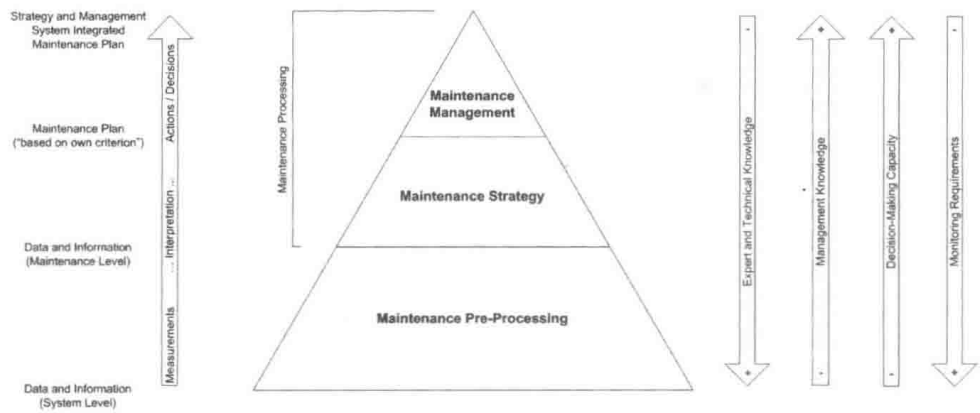 Strategy and Management
System Integrated
Maintenance Plan
Maintenance Plan
("based on own criterion")
Data and Information
(Maintenance Level)
Data and Information
(System Level)
Measurements ... Interpretation ... Actions / Decisions
Maintenance Processing
Maintenance
Management
Maintenance Strategy
Maintenance Pre-Processing
-
Expert and Technical Knowledge
+
+
Management Knowledge
-
+
Decision-Making Capacity
-
-
Monitoring Requirements
+